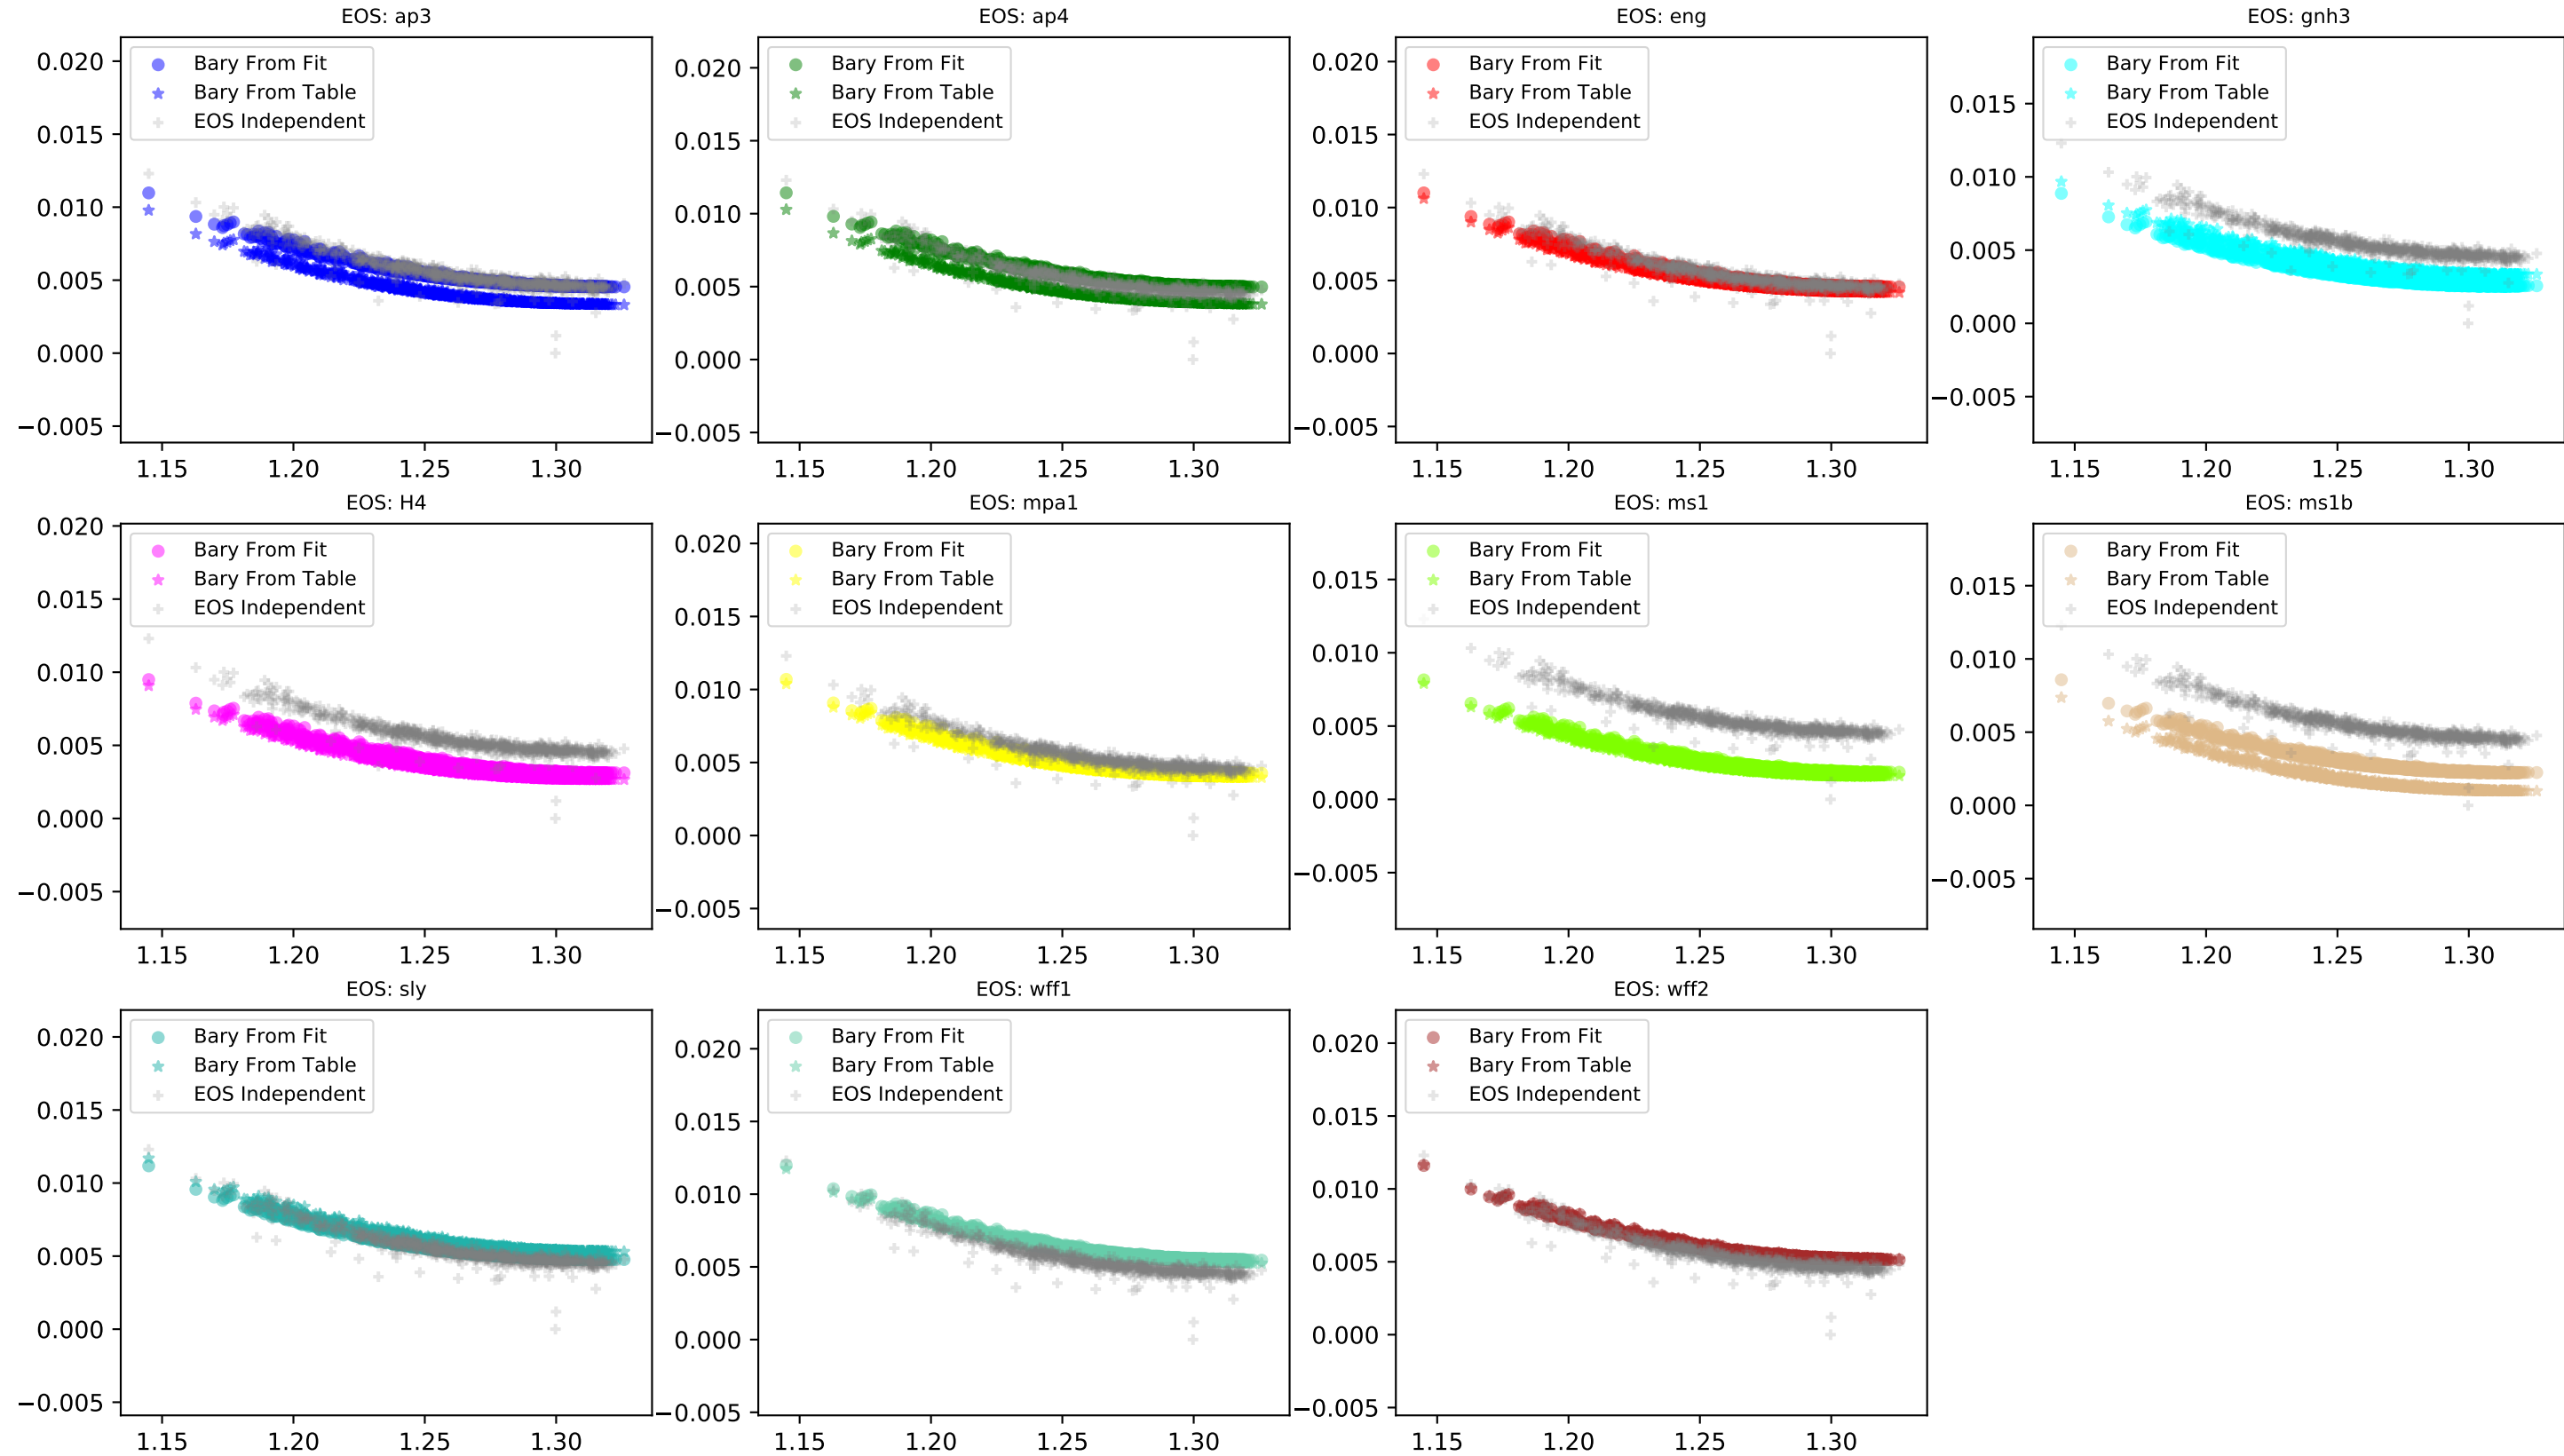 EOS: ap3
0.020
0.015
0.010
0.005
0.000
−0.005
1.15 1.20 1.25 1.30
Bary From Fit
Bary From Table
EOS Independent
EOS: ap4
0.020
0.015
0.010
0.005
0.000
−0.005
1.15 1.20 1.25 1.30
Bary From Fit
Bary From Table
EOS Independent
EOS: eng
0.020
0.015
0.010
0.005
0.000
−0.005
1.15 1.20 1.25 1.30
Bary From Fit
Bary From Table
EOS Independent
EOS: gnh3
0.015
0.010
0.005
0.000
−0.005
1.15 1.20 1.25 1.30
Bary From Fit
Bary From Table
EOS Independent
EOS: H4
0.020
0.015
0.010
0.005
0.000
−0.005
1.15 1.20 1.25 1.30
Bary From Fit
Bary From Table
EOS Independent
EOS: mpa1
0.020
0.015
0.010
0.005
0.000
−0.005
1.15 1.20 1.25 1.30
Bary From Fit
Bary From Table
EOS Independent
EOS: ms1
0.015
0.010
0.005
0.000
−0.005
1.15 1.20 1.25 1.30
Bary From Fit
Bary From Table
EOS Independent
EOS: ms1b
0.015
0.010
0.005
0.000
−0.005
1.15 1.20 1.25 1.30
Bary From Fit
Bary From Table
EOS Independent
EOS: sly
0.020
0.015
0.010
0.005
0.000
−0.005
1.15 1.20 1.25 1.30
Bary From Fit
Bary From Table
EOS Independent
EOS: wff1
0.020
0.015
0.010
0.005
0.000
−0.005
1.15 1.20 1.25 1.30
Bary From Fit
Bary From Table
EOS Independent
EOS: wff2
0.020
0.015
0.010
0.005
0.000
−0.005
1.15 1.20 1.25 1.30
Bary From Fit
Bary From Table
EOS Independent